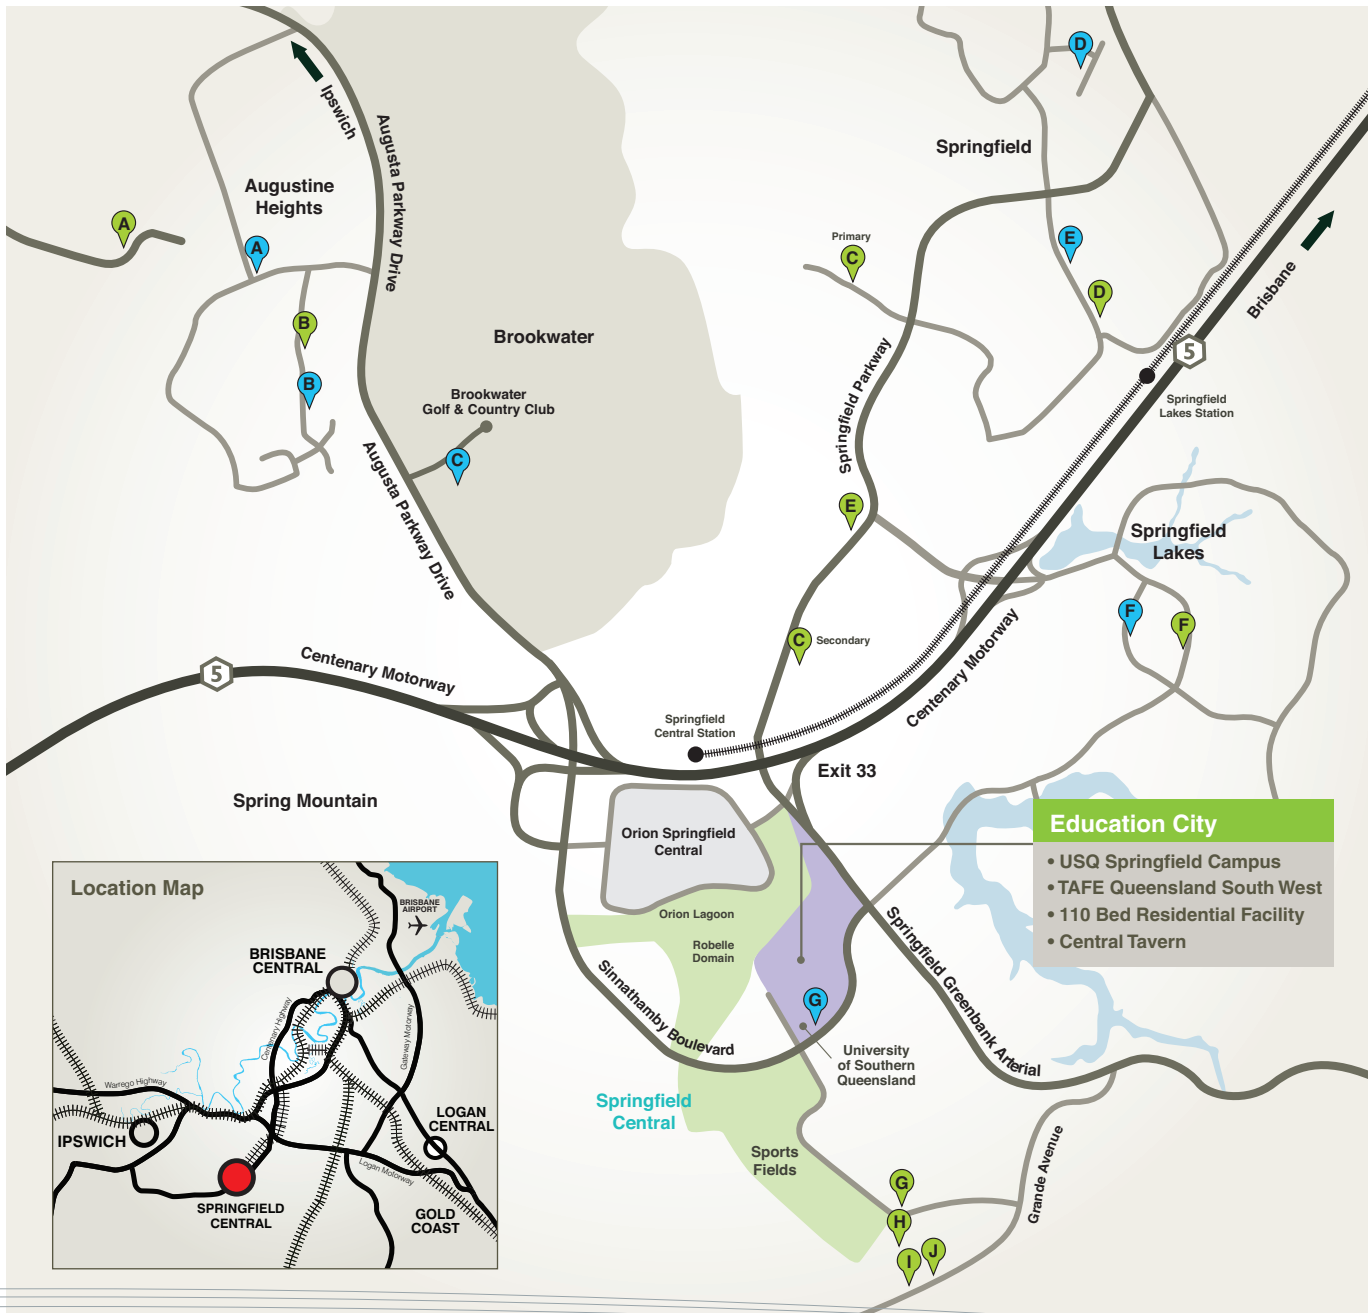 D
Ipswich
Augusta Parkway Drive
Springfield
Augustine
Heights
A
A
E
Primary
C
D
Brisbane
B
Brookwater
5
B
Springfield Parkway
Springfield
Lakes Station
Brookwater
Golf & Country Club
C
Augusta Parkway Drive
E
Springfield
Lakes
F
F
C
Secondary
Centenary Motorway
5
Centenary Motorway
Springfield
Central Station
Exit 33
Spring Mountain
Orion Springfield
Central
Education City
• USQ Springfield Campus
• TAFE Queensland South West
• 110 Bed Residential Facility
• Central Tavern
Orion Lagoon
Robelle
Domain
Springfield Greenbank Arterial
Sinnathamby Boulevard
G
University
of Southern
Queensland
Springfield
Central
Sports
Fields
Grande Avenue
G
H
I
J
Location Map
BRISBANE
AIRPORT
BRISBANE
CENTRAL
Centenary Highway
Gateway Motorway
Warrego Highway
IPSWICH
LOGAN
CENTRAL
Logan Motorway
SPRINGFIELD
CENTRAL
GOLD
COAST